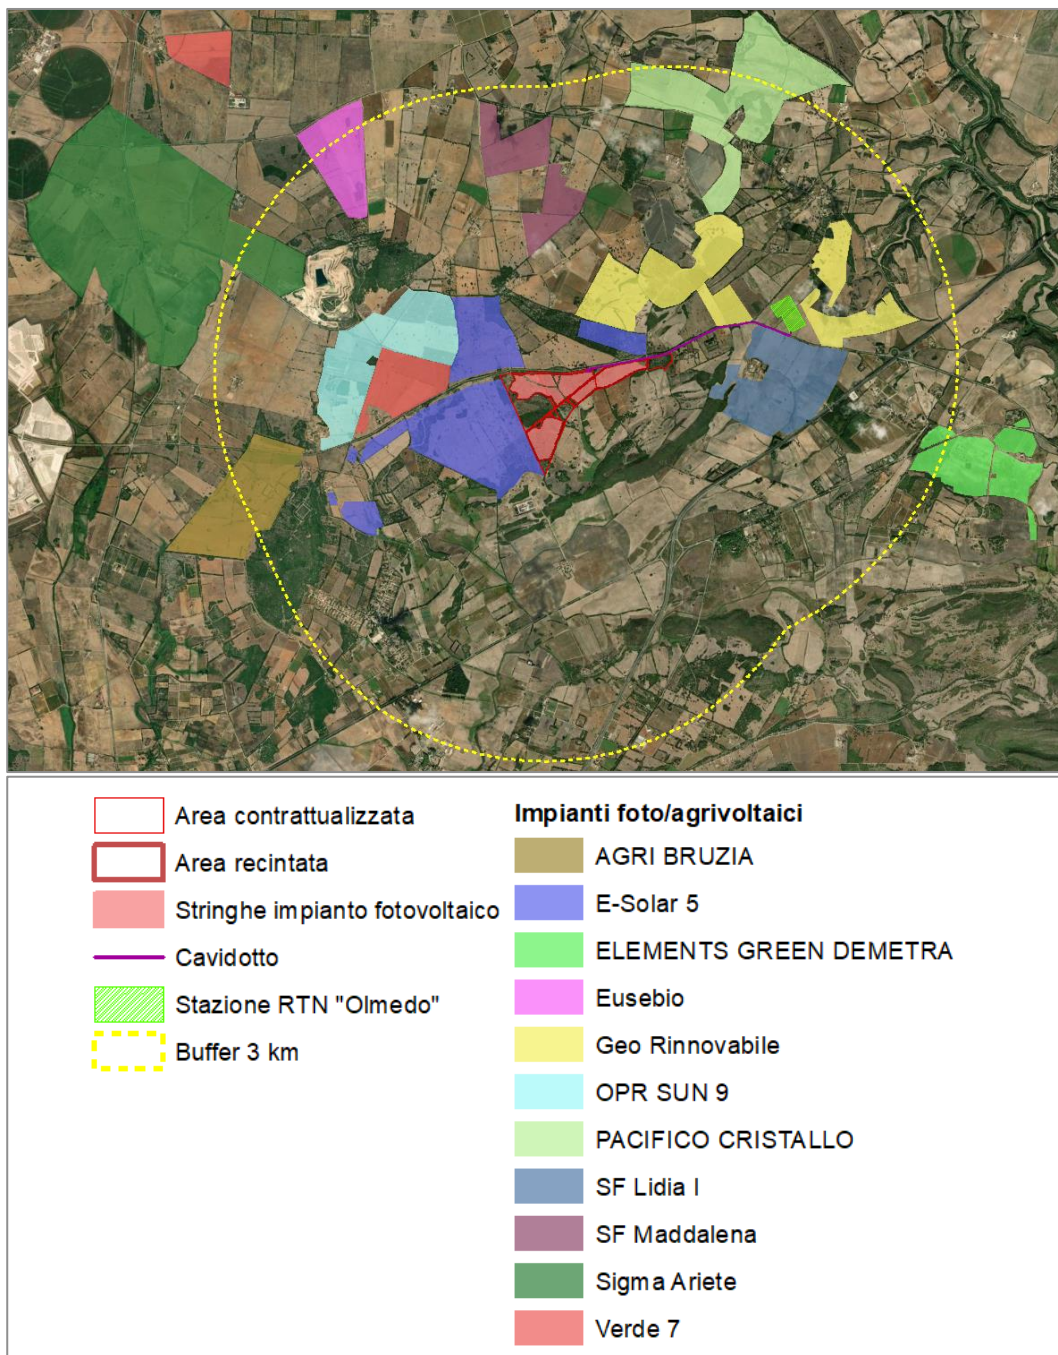 Area contrattualizzata
Area recintata
Stringhe impianto fotovoltaico
Cavidotto
Stazione RTN "Olmedo"
Buffer 3 km
Impianti foto/agrivoltaici
AGRI BRUZIA
E-Solar 5
ELEMENTS GREEN DEMETRA
Eusebio
Geo Rinnovabile
OPR SUN 9
PACIFICO CRISTALLO
SF Lidia I
SF Maddalena
Sigma Ariete
Verde 7